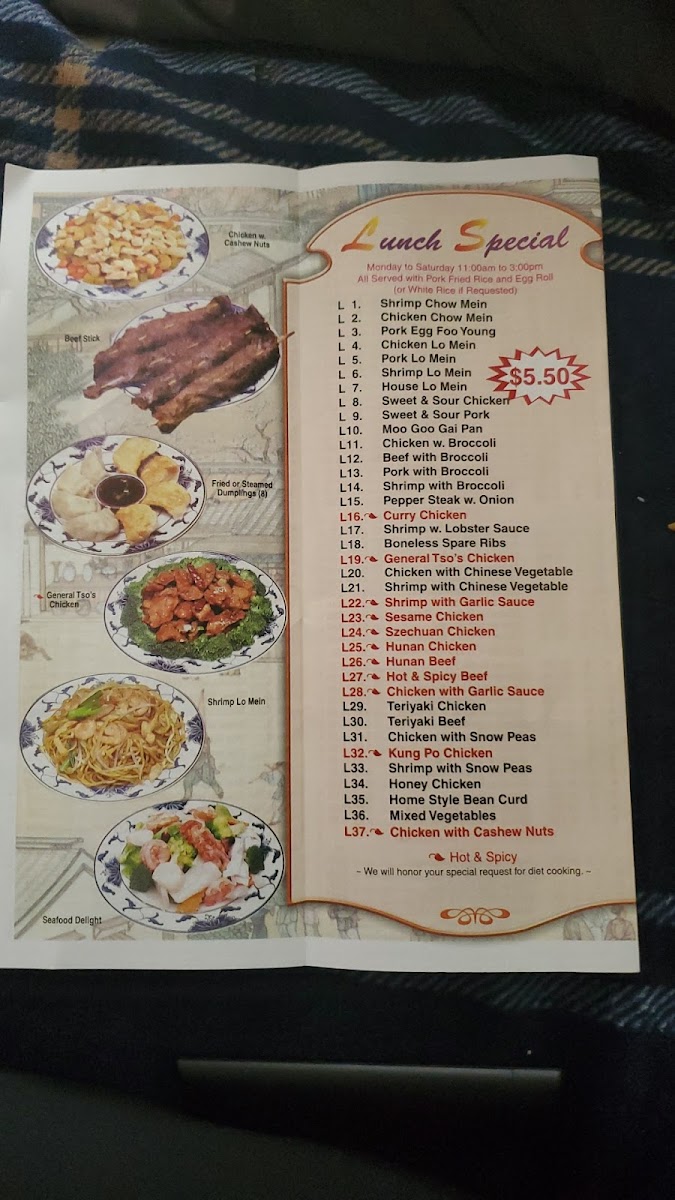 Chicken w.
Cashew Nuts
Beef Stick
Fried or Steamed
Dumplings (8)
General Tso's
Chicken
Shrimp Lo Mein
Seafood Delight
Lunch Special
Monday to Saturday 11:00am to 3:00pm
All Served with Pork Fried Rice and Egg Roll
(or White Rice if Requested)
L 1. Shrimp Chow Mein
L 2. Chicken Chow Mein
L 3. Pork Egg Foo Young
L 4. Chicken Lo Mein
L 5. Pork Lo Mein
L 6. Shrimp Lo Mein
L 7. House Lo Mein
$5.50
L 8. Sweet & Sour Chicken
L 9. Sweet & Sour Pork
L10. Moo Goo Gai Pan
L11. Chicken w. Broccoli
L12. Beef with Broccoli
L13. Pork with Broccoli
L14. Shrimp with Broccoli
L15. Pepper Steak w. Onion
L16. Curry Chicken
L17. Shrimp w. Lobster Sauce
L18. Boneless Spare Ribs
L19. General Tso's Chicken
L20. Chicken with Chinese Vegetable
L21. Shrimp with Chinese Vegetable
L22. Shrimp with Garlic Sauce
L23. Sesame Chicken
L24. Szechuan Chicken
L25. Hunan Chicken
L26. Hunan Beef
L27. Hot & Spicy Beef
L28. Chicken with Garlic Sauce
L29. Teriyaki Chicken
L30. Teriyaki Beef
L31. Chicken with Snow Peas
L32. Kung Po Chicken
L33. Shrimp with Snow Peas
L34. Honey Chicken
L35. Home Style Bean Curd
L36. Mixed Vegetables
L37. Chicken with Cashew Nuts
Hot & Spicy
~ We will honor your special request for diet cooking. ~